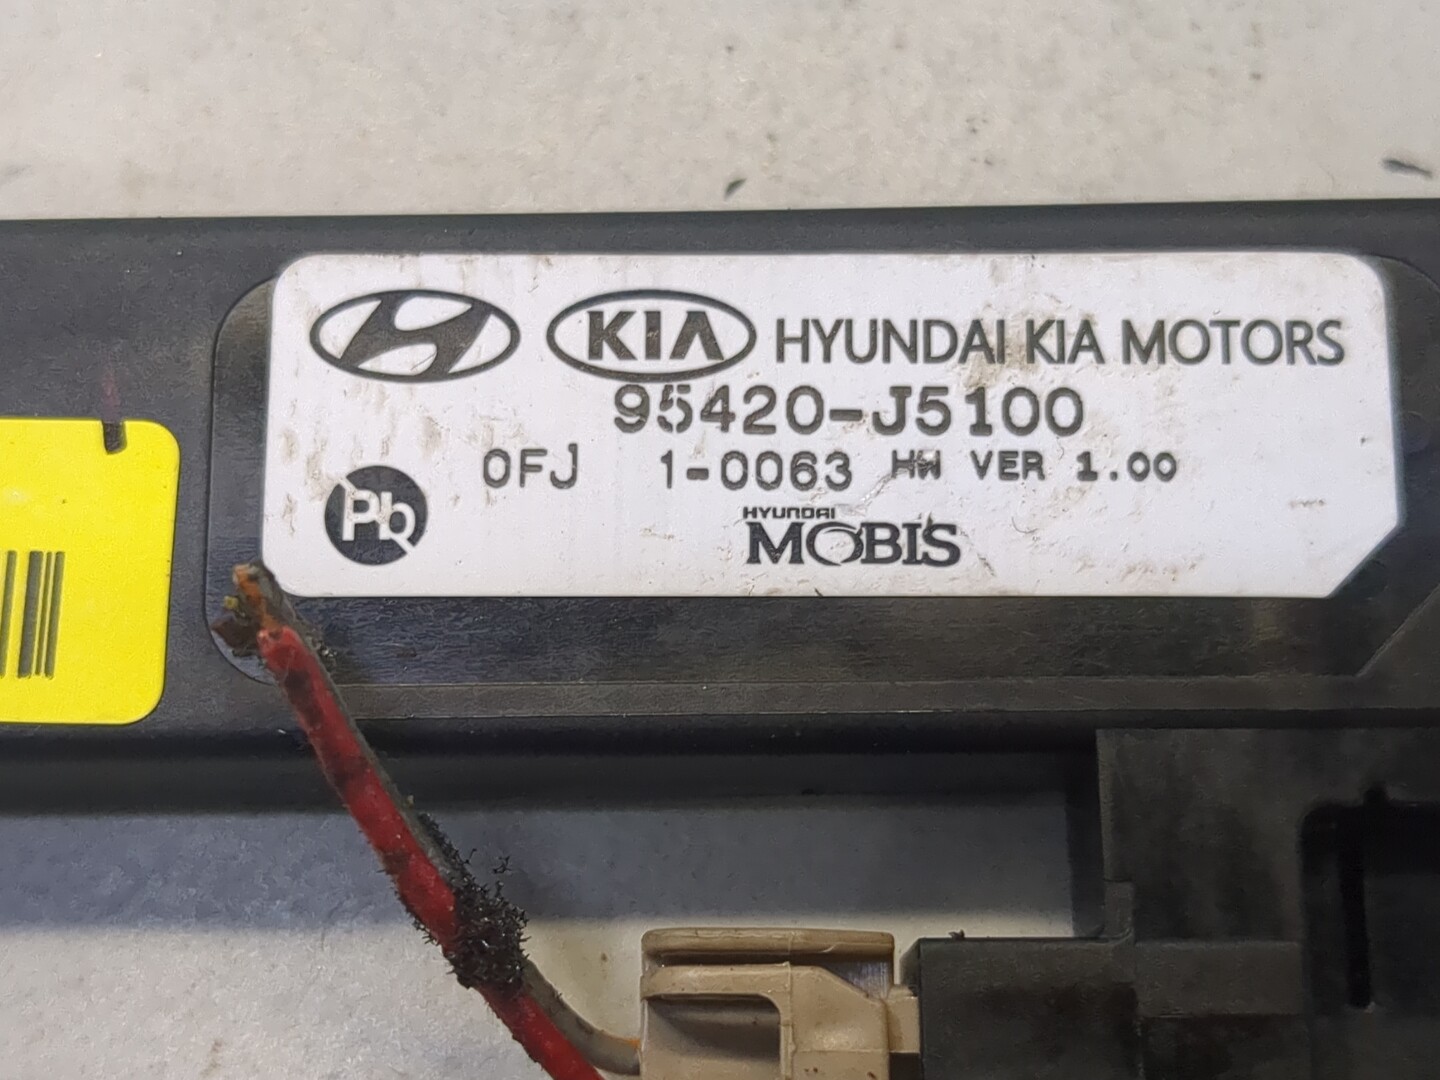 KIA HYUNDAI KIA MOTORS
95420-J5100
0FJ 1-0063 HW VER 1.00
Pb
HYUNDAI
MOBIS